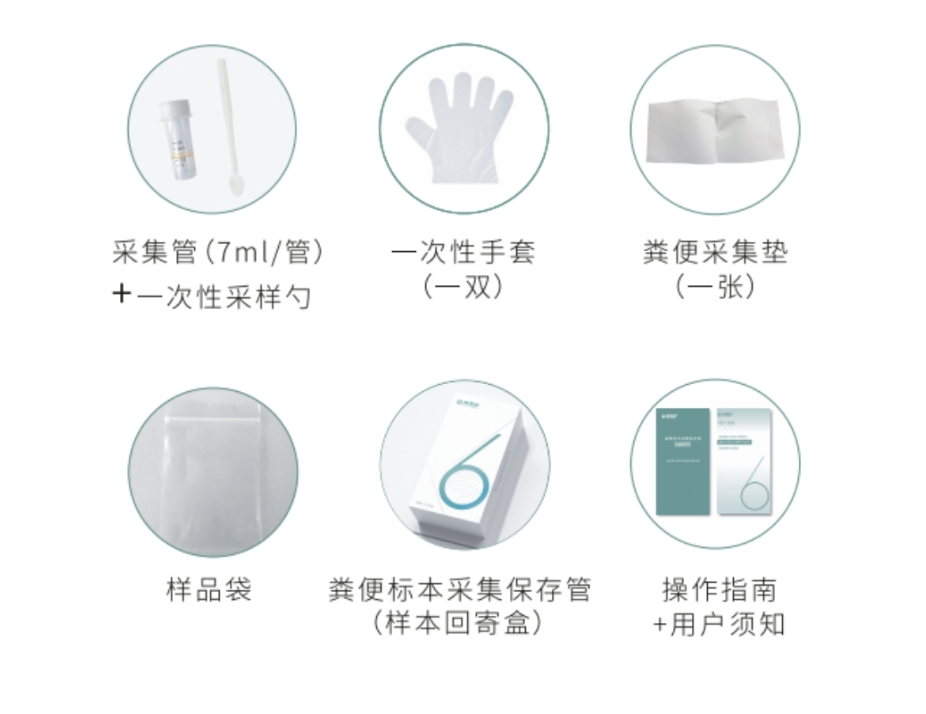 采集管（7ml/管）
+一次性采样勺
一次性手套
（一双）
粪便采集垫
（一张）
样品袋
粪便标本采集保存管
（样本回寄盒）
操作指南
+用户须知